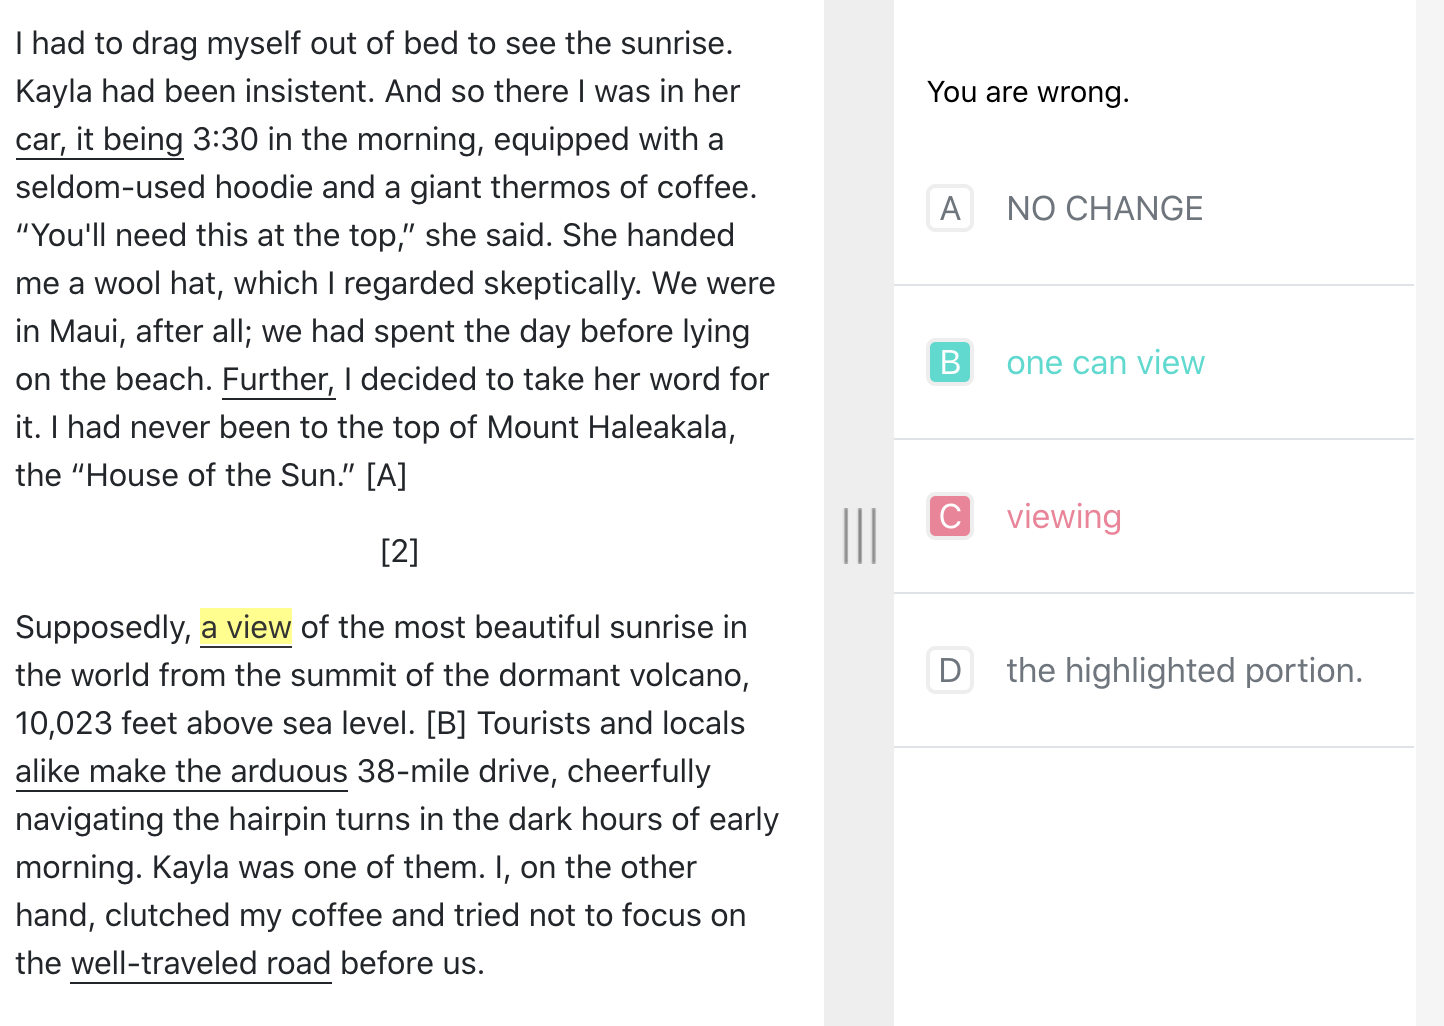 I had to drag myself out of bed to see the sunrise.
Kayla had been insistent. And so there I was in her
car, it being 3:30 in the morning, equipped with a
seldom-used hoodie and a giant thermos of coffee.
“You'll need this at the top,” she said. She handed
me a wool hat, which I regarded skeptically. We were
in Maui, after all; we had spent the day before lying
on the beach. Further, I decided to take her word for
it. I had never been to the top of Mount Haleakala,
the “House of the Sun.” [A]
[2]
Supposedly, a view of the most beautiful sunrise in
the world from the summit of the dormant volcano,
10,023 feet above sea level. [B] Tourists and locals
alike make the arduous 38-mile drive, cheerfully
navigating the hairpin turns in the dark hours of early
morning. Kayla was one of them. I, on the other
hand, clutched my coffee and tried not to focus on
the well-traveled road before us.
You are wrong.
A NO CHANGE
B one can view
C viewing
D the highlighted portion.